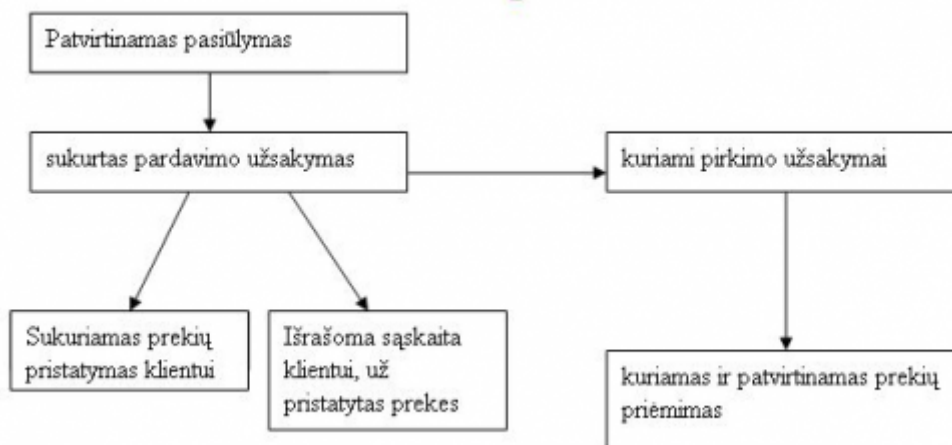 Patvirtinamas pasiūlymas
sukurtas pardavimo užsakymas
kuriami pirkimo užsakymai
Sukuriamas prekių
pristatymas klientui
Išrašoma sąskaita
klientui, už
pristatytas prekes
kuriamas ir patvirtinamas prekių
priėmimas